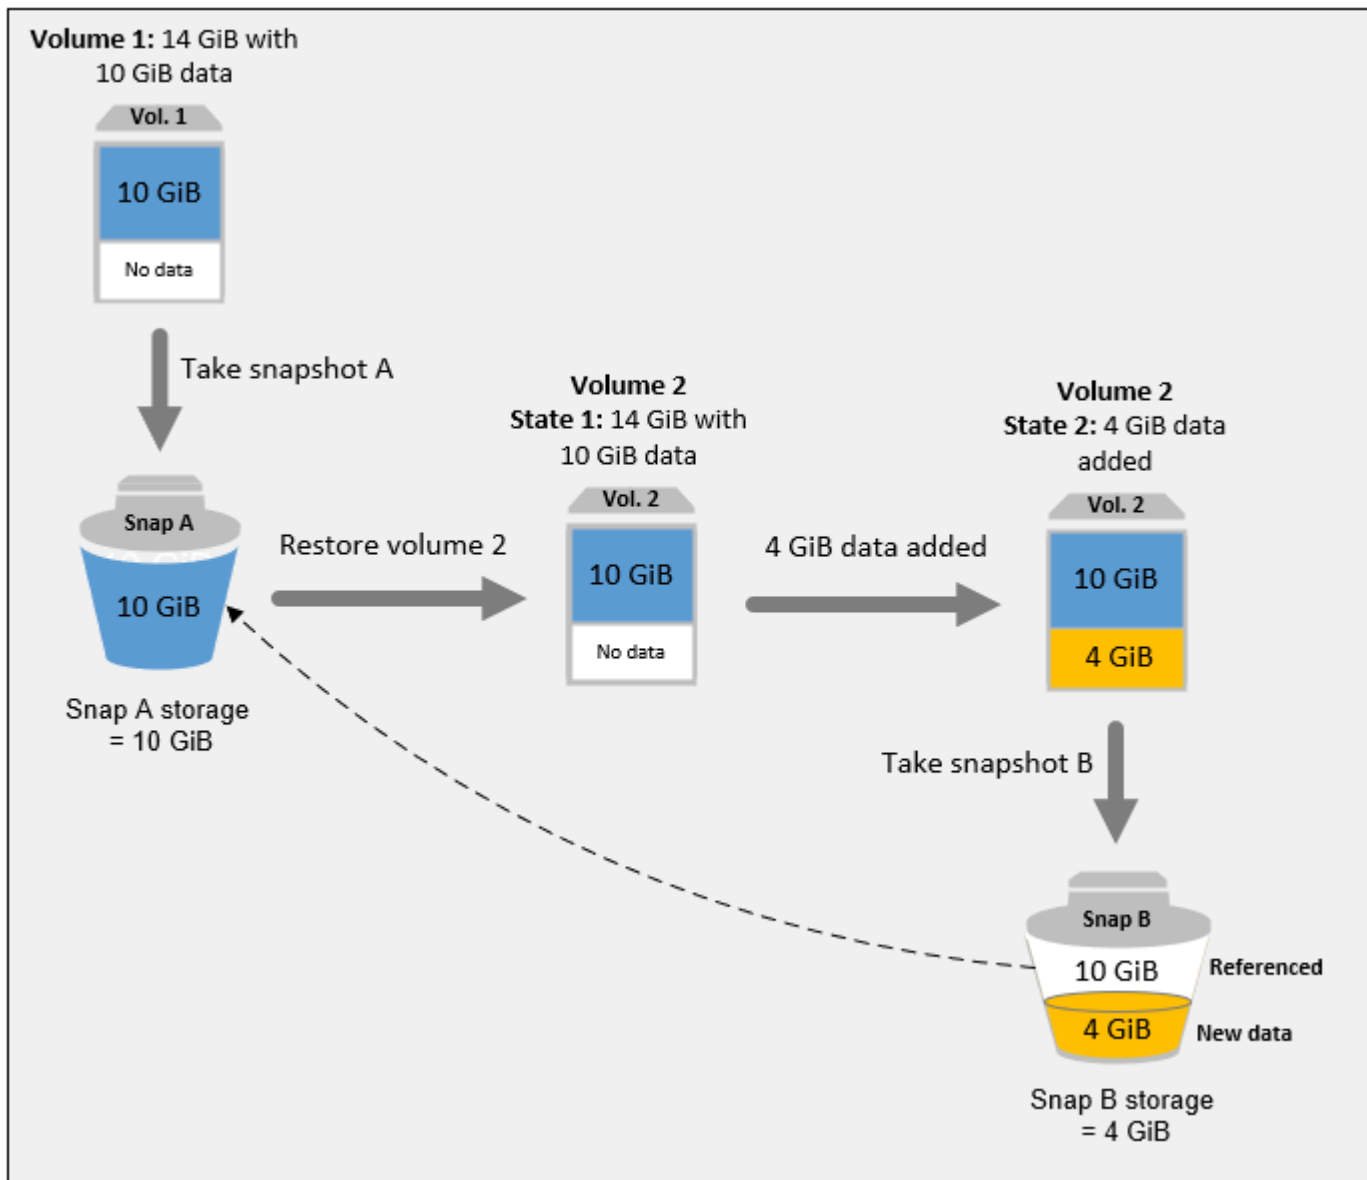 Volume 1: 14 GiB with
10 GiB data
Vol. 1
10 GiB
No data
Take snapshot A
Snap A
10 GiB
10 GiB
Snap A storage
= 10 GiB
Restore volume 2
Volume 2
State 1: 14 GiB with
10 GiB data
Vol. 2
10 GiB
No data
4 GiB data added
Volume 2
State 2: 4 GiB data
added
Vol. 2
10 GiB
4 GiB
Take snapshot B
Snap B
10 GiB
Referenced
4 GiB
New data
Snap B storage
= 4 GiB